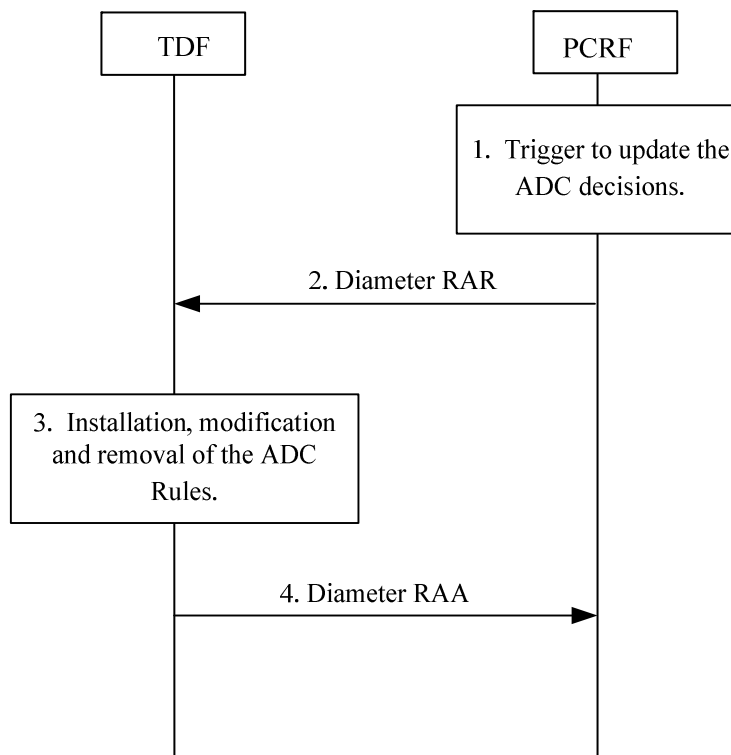 TDF
PCRF
1. Trigger to update the
ADC decisions.
2. Diameter RAR
3. Installation, modification
and removal of the ADC
Rules.
4. Diameter RAA